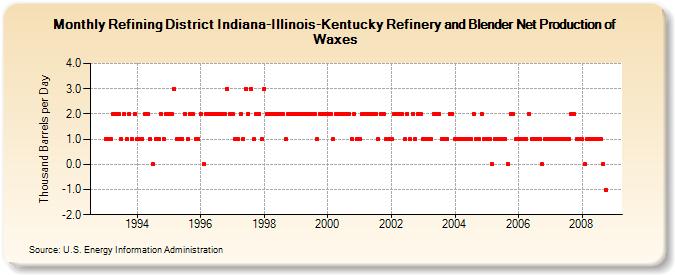 Monthly Refining District Indiana-Illinois-Kentucky Refinery and Blender Net Production of
Waxes
Thousand Barrels per Day
4.0
3.0
2.0
1.0
0.0
-1.0
-2.0
1994 1996 1998 2000 2002 2004 2006 2008
Source: U.S. Energy Information Administration